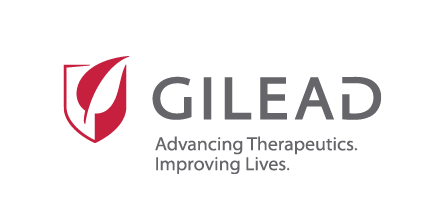 GILEAD
Advancing Therapeutics.
Improving Lives.